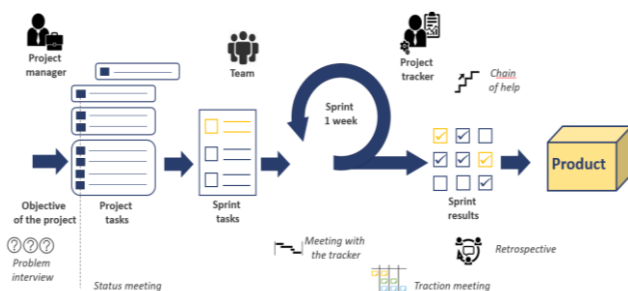 Project
manager
Team
Project
tracker
Chain
of help
Sprint
1 week
Product
Objective
of the project
Project
tasks
Sprint
tasks
Sprint
results
???
Problem
interview
Status meeting
Meeting with
the tracker
Traction meeting
Retrospective